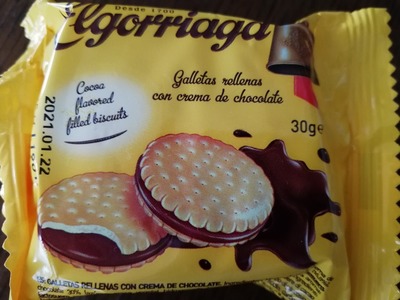 Desde 1700
Elgorriaga
Galletas rellenas
con crema de chocolate
Cocoa
flavored
filled biscuits
30g e
2021.01.22
GALLETAS RELLENAS CON CREMA DE CHOCOLATE.